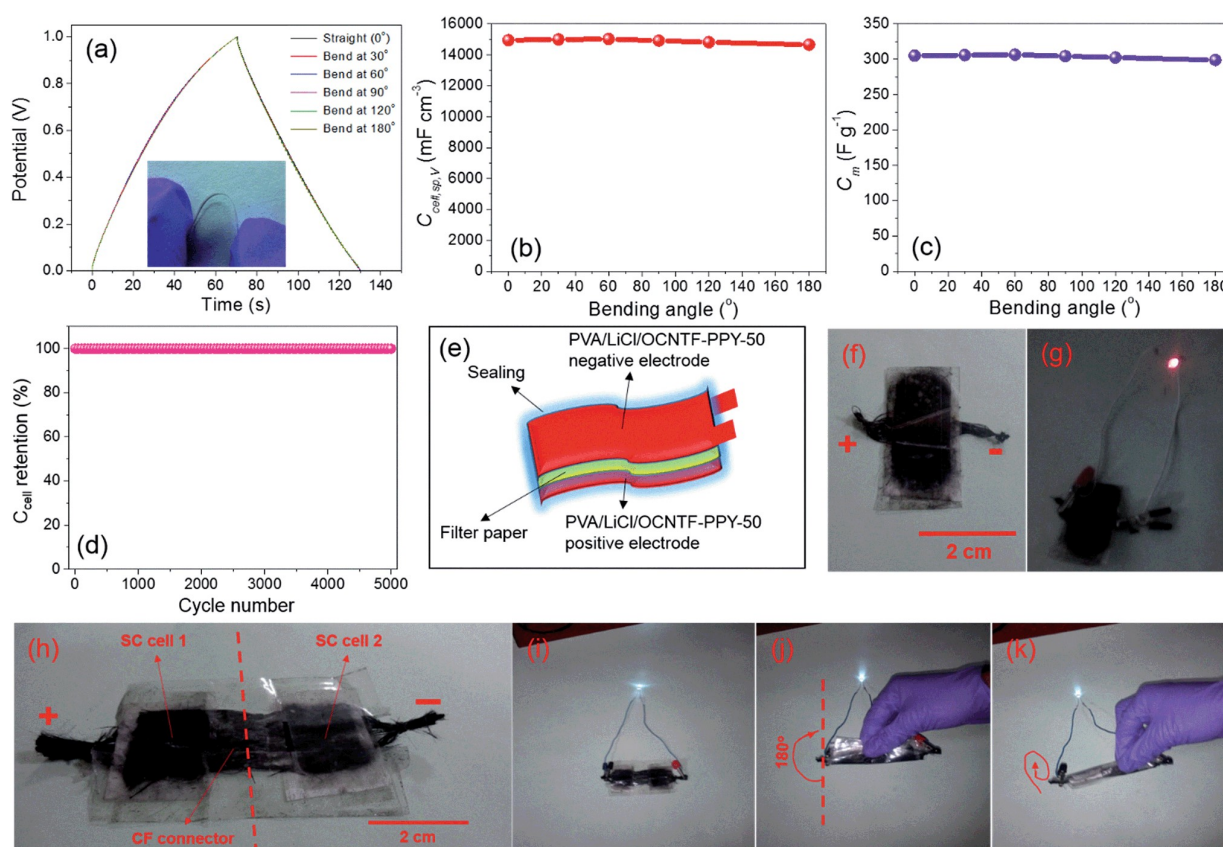 (a)
Straight (0°)
Bend at 30°
Bend at 60°
Bend at 90°
Bend at 120°
Bend at 180°
1.0
0.8
0.6
0.4
0.2
0.0
Potential (V)
0 20 40 60 80 100 120 140
Time (s)
16000
14000
12000
10000
8000
6000
4000
2000
0
C_cell,sp,V (mF cm⁻³)
(b)
0 20 40 60 80 100 120 140 160 180
Bending angle (°)
350
300
250
200
150
100
50
0
C_m (F g⁻¹)
(c)
0 20 40 60 80 100 120 140 160 180
Bending angle (°)
100
80
60
40
20
0
C_cell retention (%)
(d)
0 1000 2000 3000 4000 5000
Cycle number
(e)
PVA/LiCl/OCNTF-PPY-50
negative electrode
Sealing
Filter paper
PVA/LiCl/OCNTF-PPY-50
positive electrode
(f)
+ -
2 cm
(g)
(h)
SC cell 1 SC cell 2
+ -
CF connector
2 cm
(i)
(j)
180°
(k)